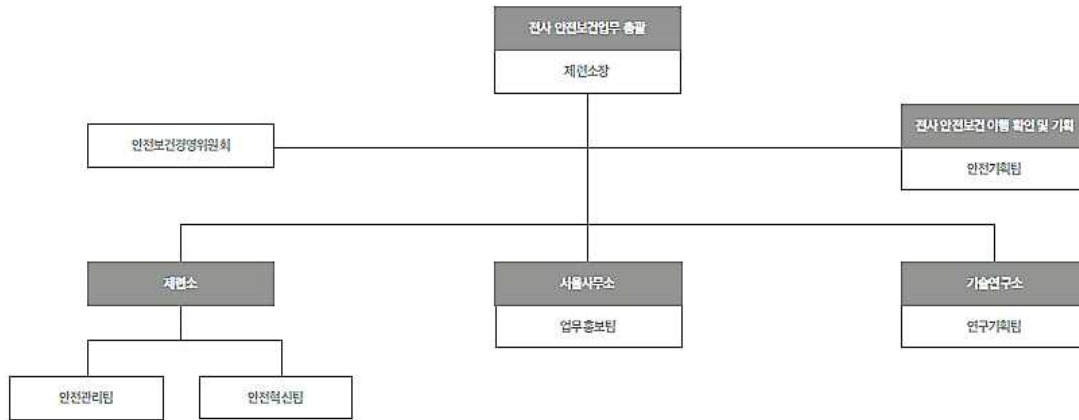 전사 안전보건업무 총괄
제련소장
안전보건경영위원회
전사 안전보건 이행 확인 및 기획
안전기획팀
제련소
서울사무소
기술연구소
업무홍보팀
연구기획팀
안전관리팀
안전혁신팀